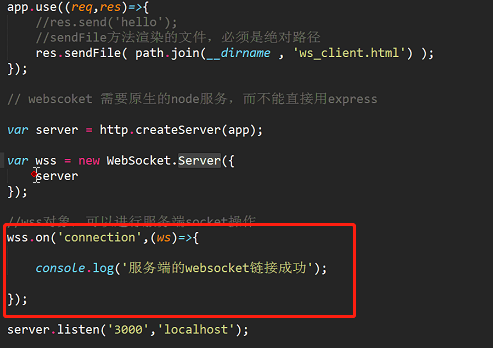 app.use((req,res)=>{
//res.send('hello');
//sendFile方法渲染的文件，必须是绝对路径
res.sendFile( path.join(__dirname , 'ws_client.html') );
});
// webscoket 需要原生的node服务，而不能直接用express
var server = http.createServer(app);
var wss = new WebSocket.Server({
server
});
//wss对象，可以进行服务端socket操作
wss.on('connection',(ws)=>{
console.log('服务端的websocket链接成功');
});
server.listen('3000','localhost');